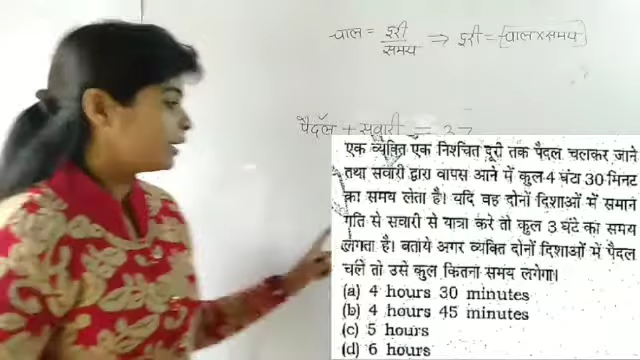 चाल = दूरी/समय ⇒ दूरी = चाल×समय
पैदल + सवारी =
एक व्यक्ति एक निश्चित दूरी तक पैदल चलकर जाने
तथा सवारी द्वारा वापस आने में कुल 4 घंटा 30 मिनट
का समय लेता है। यदि वह दोनों दिशाओं में समान
गति से सवारी से यात्रा करे तो कुल 3 घंटे का समय
लगता है। बतायें अगर व्यक्ति दोनों दिशाओं में पैदल
चले तो उसे कुल कितना समय लगेगा।
(a) 4 hours 30 minutes
(b) 4 hours 45 minutes
(c) 5 hours
(d) 6 hours